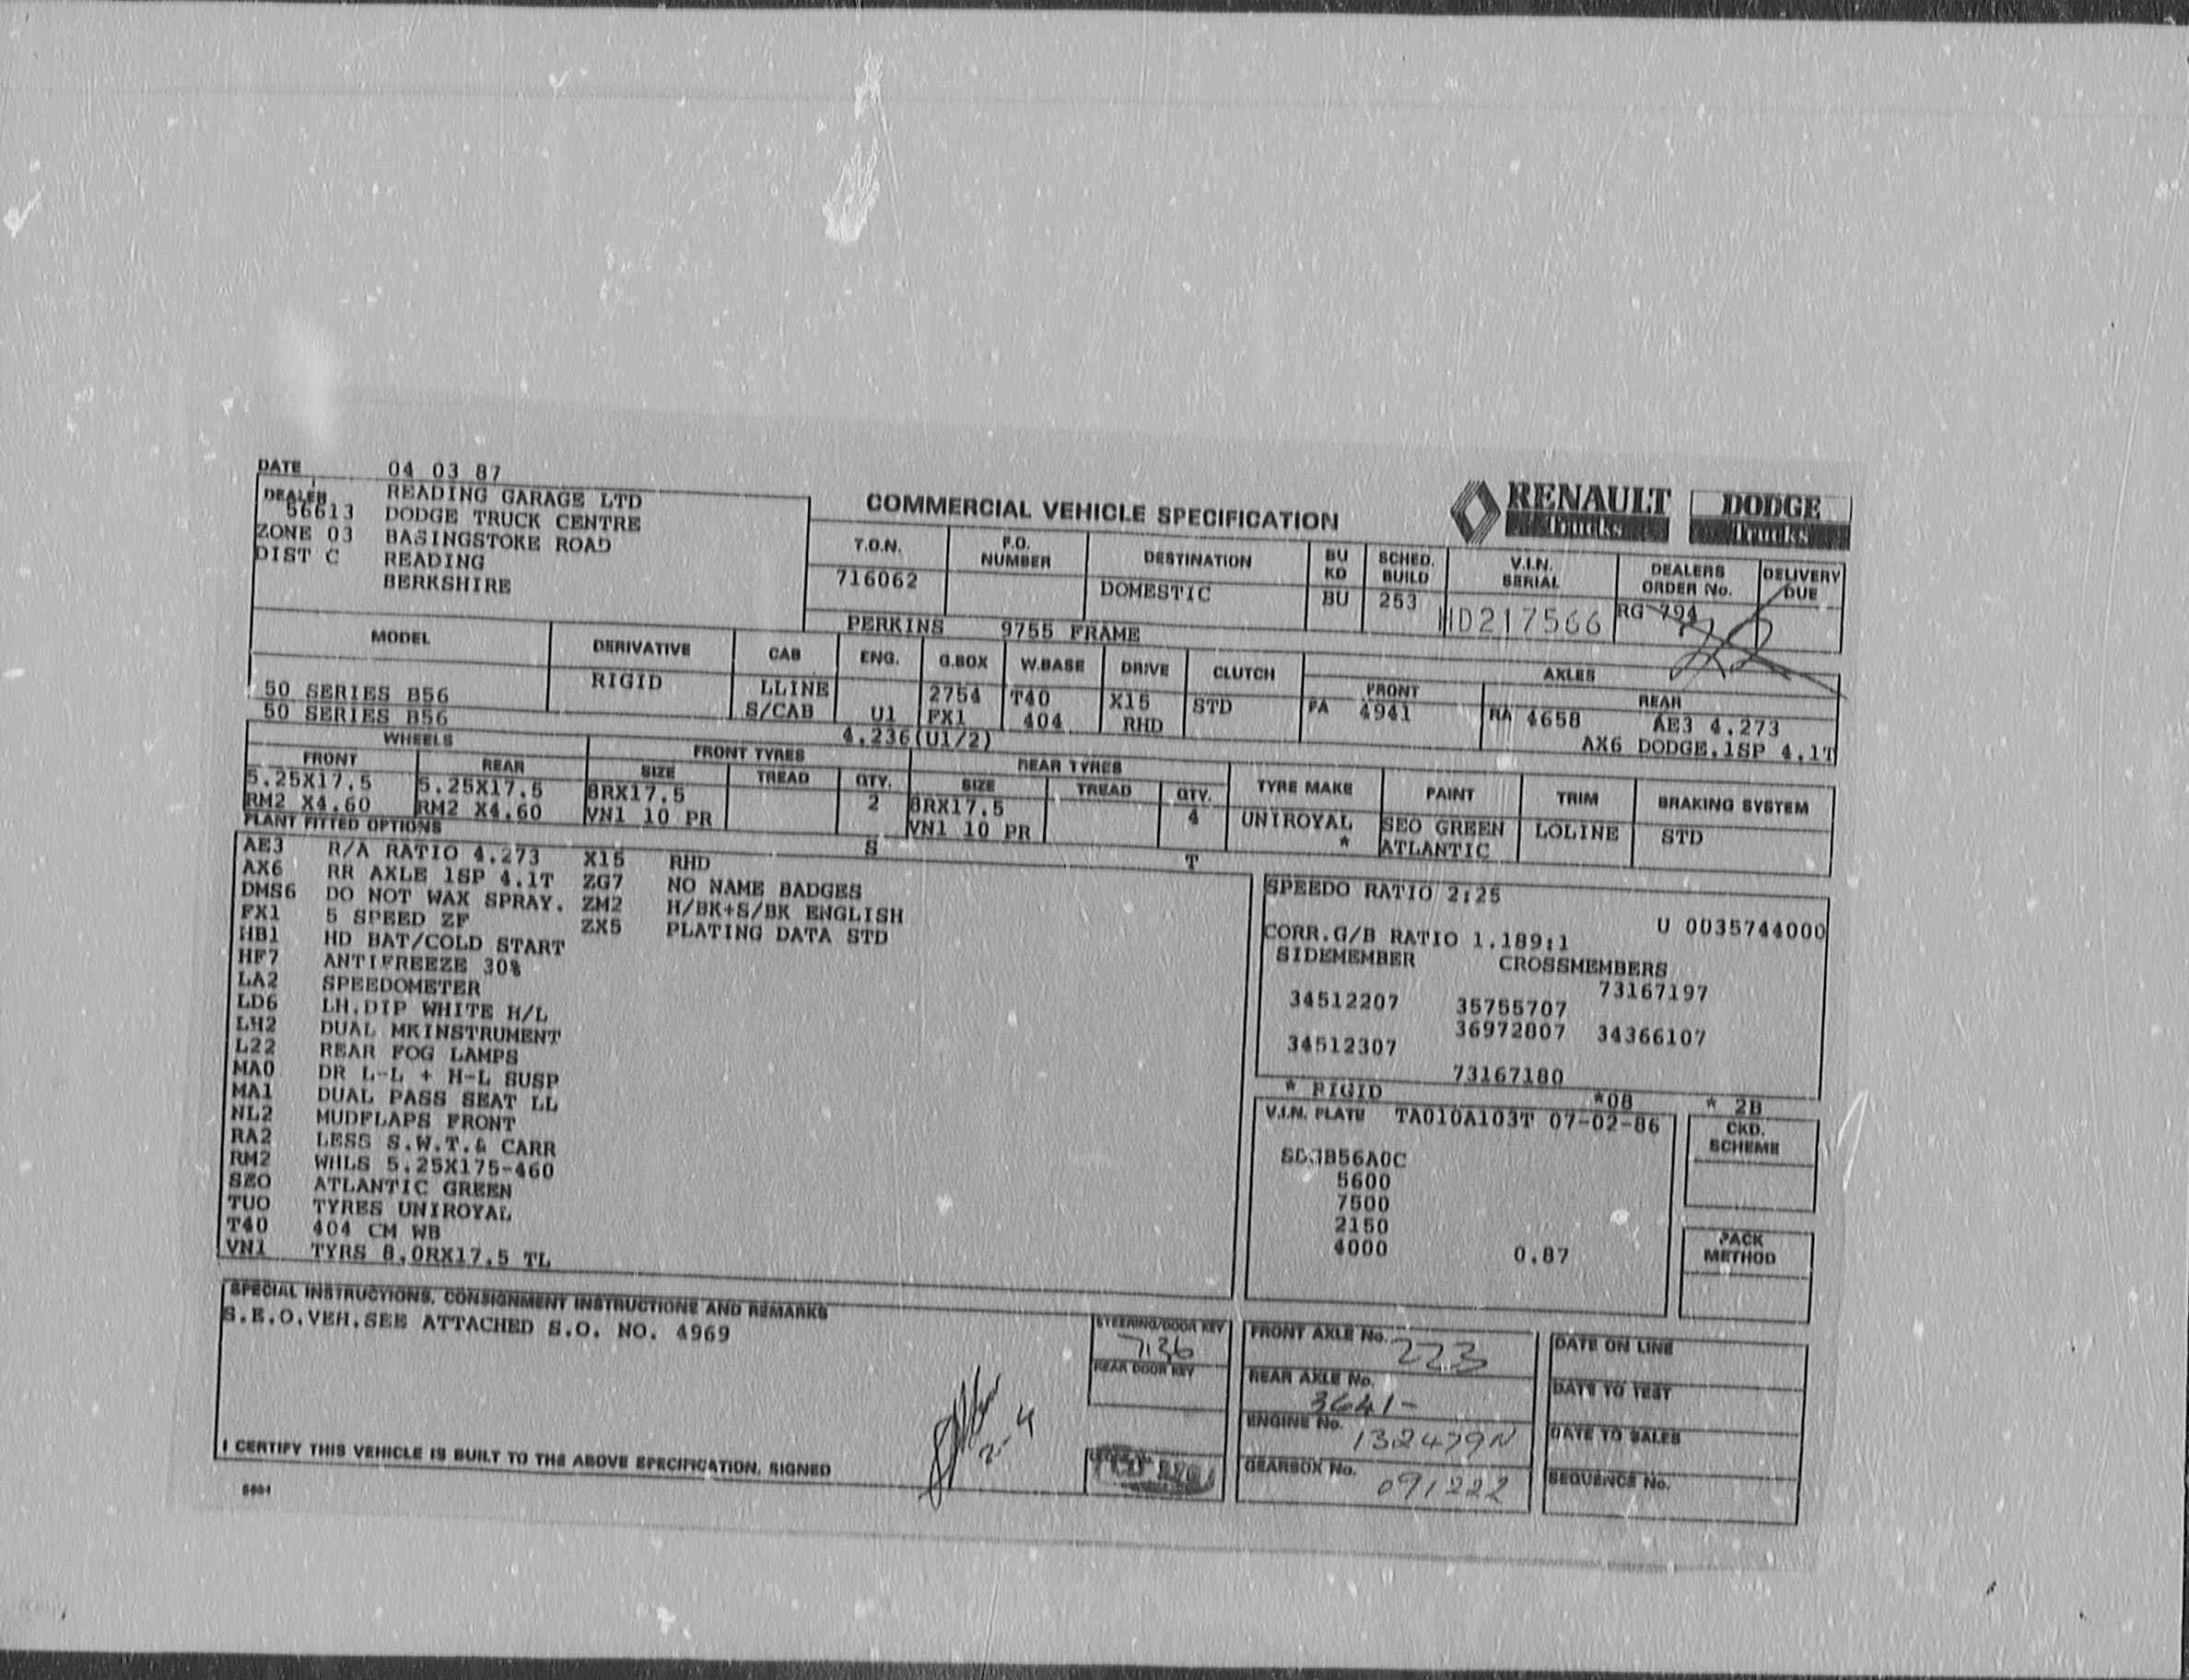 DATE 04 03 87
DEALER READING GARAGE LTD
56613 DODGE TRUCK CENTRE
ZONE 03 BASINGSTOKE ROAD
DIST C READING
BERKSHIRE
COMMERCIAL VEHICLE SPECIFICATION
RENAULT Trucks DODGE Trucks
T.O.N. P.O. NUMBER DESTINATION BU KD SCHED. BUILD V.I.N. SERIAL DEALERS ORDER No. DELIVERY DUE
716062 DOMESTIC BU 253 HD217566 RG 794
PERKINS 9755 FRAME
MODEL DERIVATIVE CAB ENG. G.BOX W.BASE DRIVE CLUTCH AXLES
FRONT REAR
RIGID LLINE 2754 T40 X15 STD FA 4941 RA 4658 AE3 4.273
50 SERIES B56 S/CAB U1 FX1 404 RHD AX6 DODGE.1SP 4.1T
50 SERIES B56 4.236(U1/2)
WHEELS FRONT TYRES REAR TYRES
FRONT REAR SIZE TREAD QTY. SIZE TREAD QTY. TYRE MAKE PAINT TRIM BRAKING SYSTEM
5.25X17.5 5.25X17.5 8RX17.5 2 8RX17.5 4 UNIROYAL SEO GREEN LOLINE STD
RM2 X4.60 RM2 X4.60 VN1 10 PR VN1 10 PR * ATLANTIC
PLANT FITTED OPTIONS S T
AE3 R/A RATIO 4.273 X15 RHD
AX6 RR AXLE 1SP 4.1T ZG7 NO NAME BADGES
DMS6 DO NOT WAX SPRAY. ZM2 H/BK+S/BK ENGLISH
FX1 5 SPEED ZF ZX5 PLATING DATA STD
HB1 HD BAT/COLD START
HF7 ANTIFREEZE 30%
LA2 SPEEDOMETER
LD6 LH.DIP WHITE H/L
LH2 DUAL MKINSTRUMENT
L22 REAR FOG LAMPS
MA0 DR L-L + H-L SUSP
MA1 DUAL PASS SEAT LL
NL2 MUDFLAPS FRONT
RA2 LESS S.W.T.& CARR
RM2 WHLS 5.25X175-460
SEO ATLANTIC GREEN
TUO TYRES UNIROYAL
T40 404 CM WB
VN1 TYRS 8.0RX17.5 TL
SPEEDO RATIO 2:25
U 0035744000
CORR.G/B RATIO 1.189:1
SIDEMEMBER CROSSMEMBERS
73167197
34512207 35755707
36972807 34366107
34512307
73167180
* RIGID *08 * 2B
V.I.N. PLATE TA010A103T 07-02-86
B56A0C
5600
7500
2150
4000 0.87
CKD. SCHEME
PACK METHOD
SPECIAL INSTRUCTIONS, CONSIGNMENT INSTRUCTIONS AND REMARKS
S.E.O.VEH.SEE ATTACHED S.O. NO. 4969
I CERTIFY THIS VEHICLE IS BUILT TO THE ABOVE SPECIFICATION. SIGNED
2-4
STEERING/DOOR KEY
736
REAR DOOR KEY
FRONT AXLE No. 223
REAR AXLE No.
3641-
ENGINE No.
132479N
GEARBOX No.
091222
DATE ON LINE
DATE TO TEST
DATE TO SALES
SEQUENCE No.